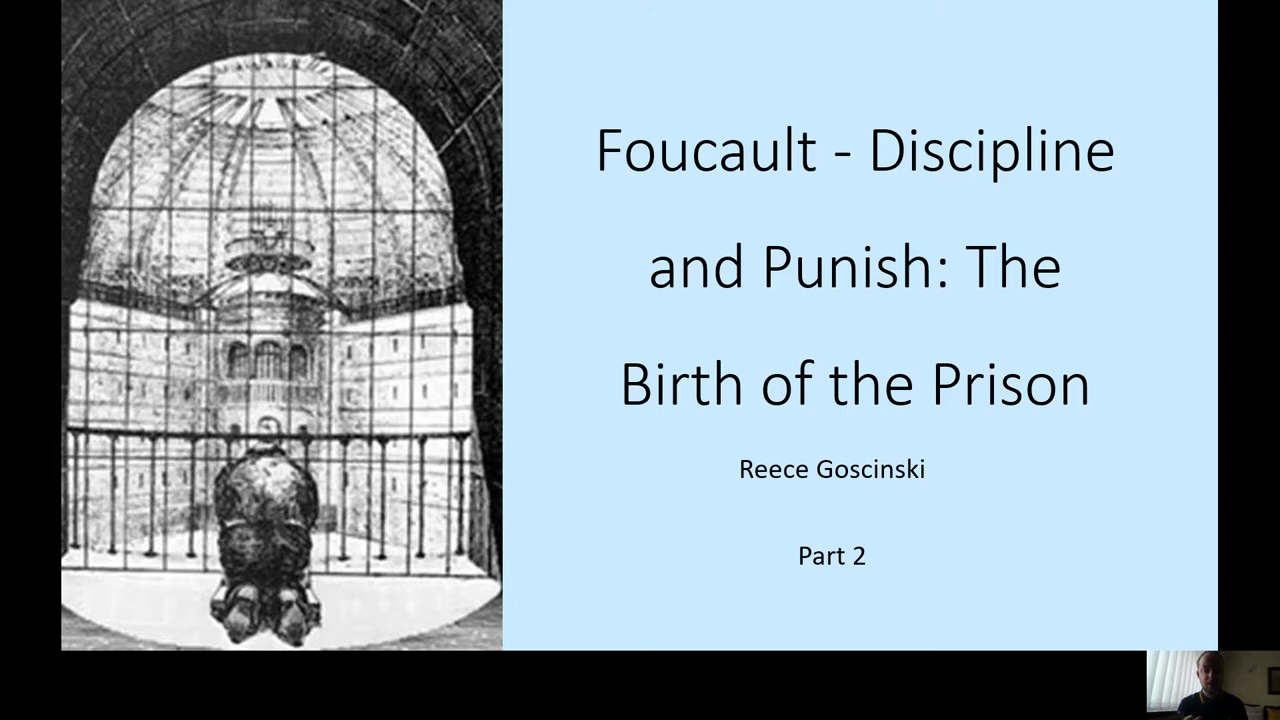 Foucault - Discipline
and Punish: The
Birth of the Prison
Reece Goscinski
Part 2